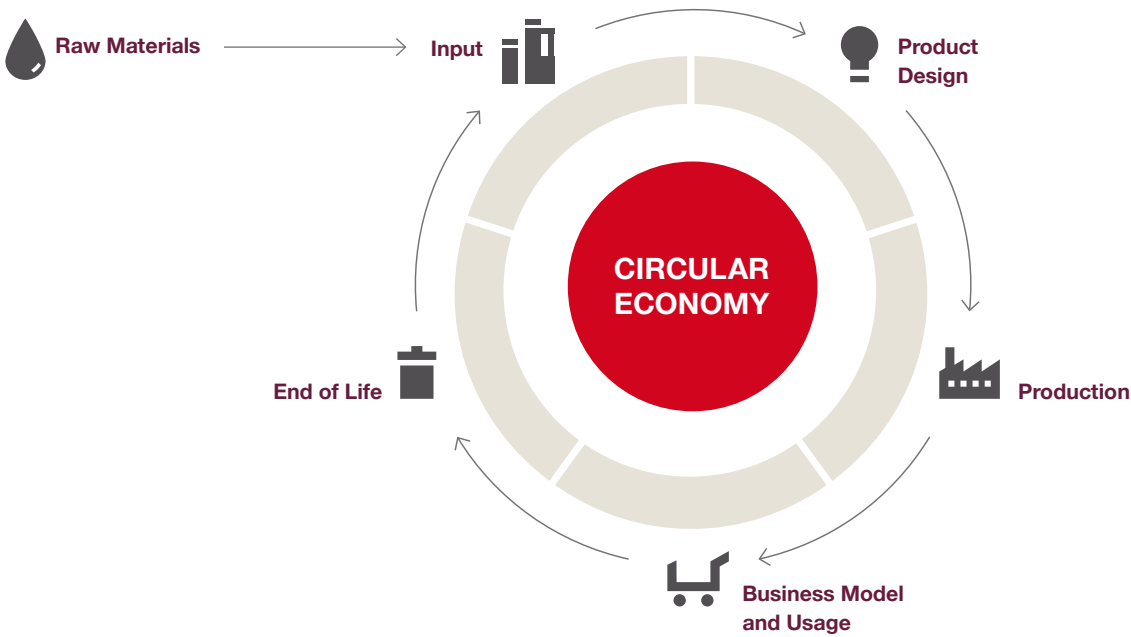 Raw Materials
Input
Product
Design
CIRCULAR
ECONOMY
End of Life
Production
Business Model
and Usage